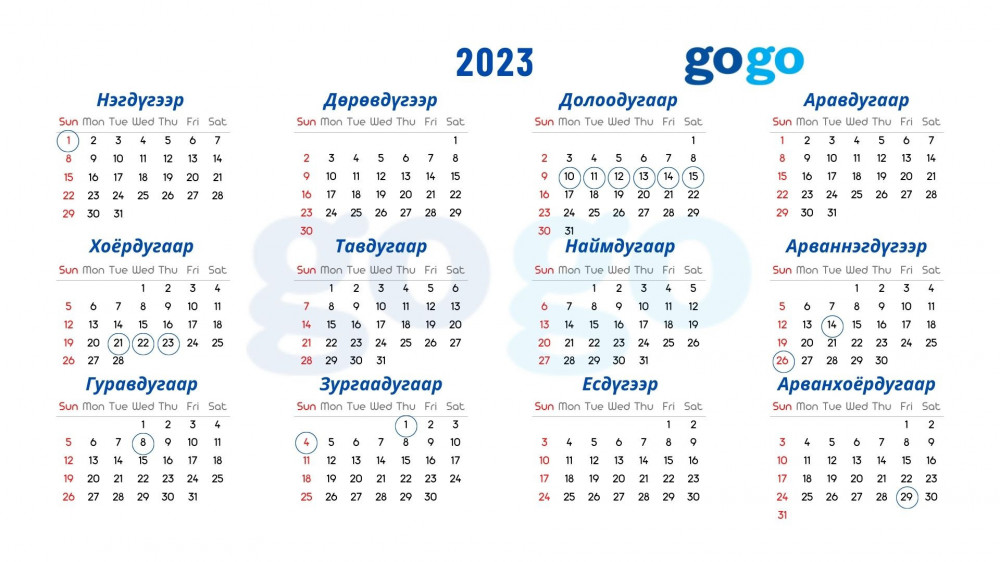 2023
gogo
Нэгдүгээр
Sun Mon Tue Wed Thu Fri Sat
1 2 3 4 5 6 7
8 9 10 11 12 13 14
15 16 17 18 19 20 21
22 23 24 25 26 27 28
29 30 31
Хоёрдугаар
Sun Mon Tue Wed Thu Fri Sat
1 2 3 4
5 6 7 8 9 10 11
12 13 14 15 16 17 18
19 20 21 22 23 24 25
26 27 28
Гуравдугаар
Sun Mon Tue Wed Thu Fri Sat
1 2 3 4
5 6 7 8 9 10 11
12 13 14 15 16 17 18
19 20 21 22 23 24 25
26 27 28 29 30 31
Дөрөвдүгээр
Sun Mon Tue Wed Thu Fri Sat
1
2 3 4 5 6 7 8
9 10 11 12 13 14 15
16 17 18 19 20 21 22
23 24 25 26 27 28 29
30
Тавдугаар
Sun Mon Tue Wed Thu Fri Sat
1 2 3 4 5 6
7 8 9 10 11 12 13
14 15 16 17 18 19 20
21 22 23 24 25 26 27
28 29 30 31
Зургаадугаар
Sun Mon Tue Wed Thu Fri Sat
1 2 3
4 5 6 7 8 9 10
11 12 13 14 15 16 17
18 19 20 21 22 23 24
25 26 27 28 29 30
Долоодугаар
Sun Mon Tue Wed Thu Fri Sat
1
2 3 4 5 6 7 8
9 10 11 12 13 14 15
16 17 18 19 20 21 22
23 24 25 26 27 28 29
30 31
Наймдугаар
Sun Mon Tue Wed Thu Fri Sat
1 2 3 4 5
6 7 8 9 10 11 12
13 14 15 16 17 18 19
20 21 22 23 24 25 26
27 28 29 30 31
Есдүгээр
Sun Mon Tue Wed Thu Fri Sat
1 2
3 4 5 6 7 8 9
10 11 12 13 14 15 16
17 18 19 20 21 22 23
24 25 26 27 28 29 30
Аравдугаар
Sun Mon Tue Wed Thu Fri Sat
1 2 3 4 5 6 7
8 9 10 11 12 13 14
15 16 17 18 19 20 21
22 23 24 25 26 27 28
29 30 31
Арваннэгдүгээр
Sun Mon Tue Wed Thu Fri Sat
1 2 3 4
5 6 7 8 9 10 11
12 13 14 15 16 17 18
19 20 21 22 23 24 25
26 27 28 29 30
Арванхоёрдугаар
Sun Mon Tue Wed Thu Fri Sat
1 2
3 4 5 6 7 8 9
10 11 12 13 14 15 16
17 18 19 20 21 22 23
24 25 26 27 28 29 30
31
gogo